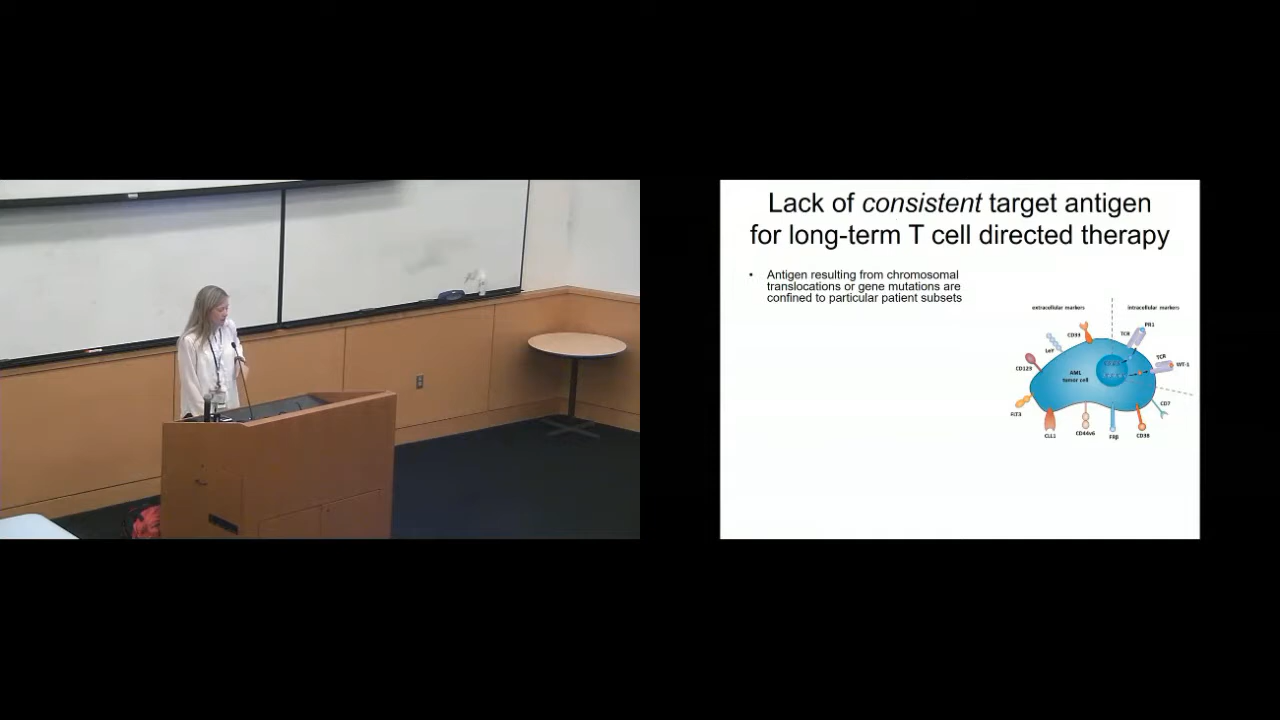 Lack of consistent target antigen
for long-term T cell directed therapy
• Antigen resulting from chromosomal
translocations or gene mutations are
confined to particular patient subsets
extracellular markers
intracellular markers
CD33
TCR
PR1
LeY
TCR
WT-1
CD123
AML
tumor cell
FLT3
CD7
CLL1
CD44v6
FRβ
CD38